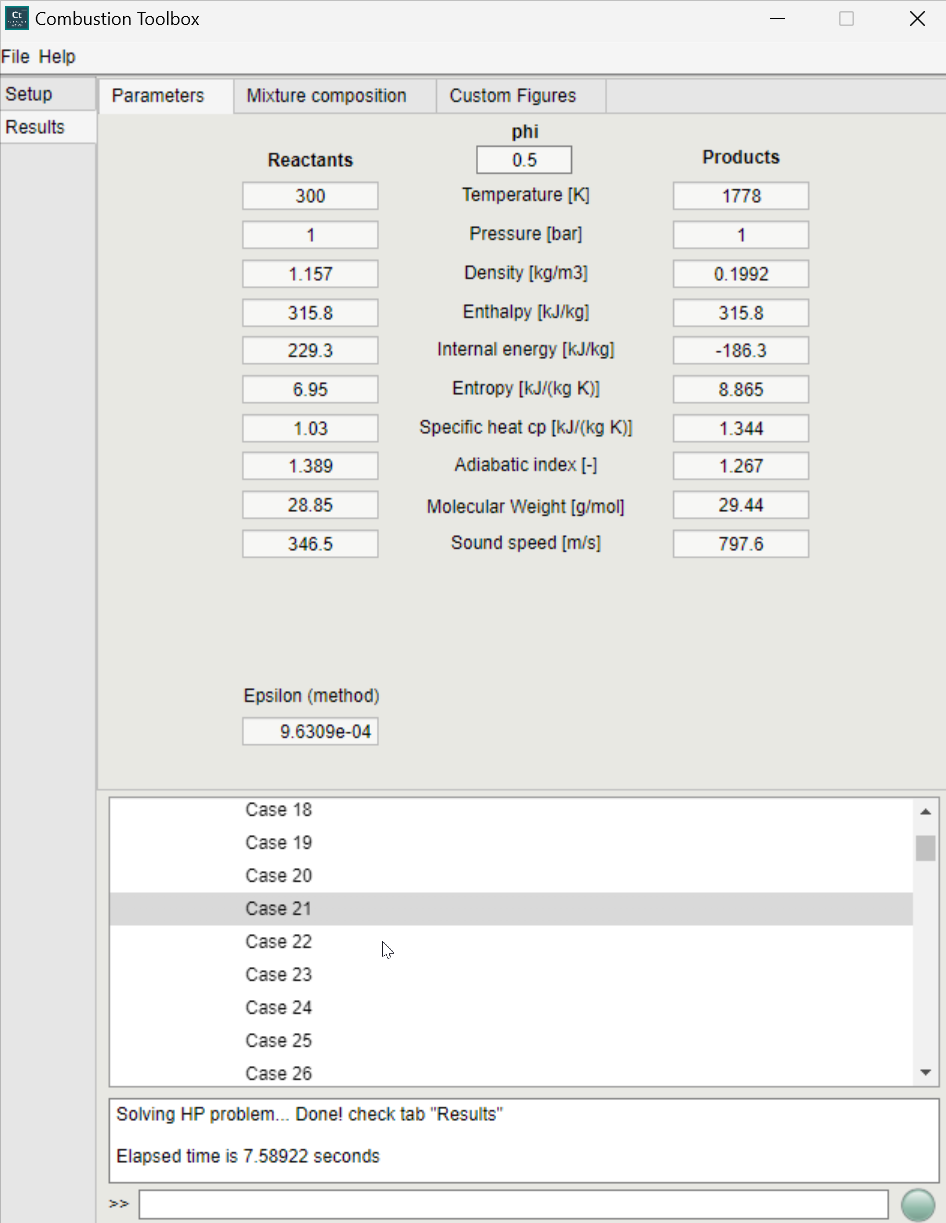 Ct Combustion Toolbox
File Help
Setup
Results
Parameters Mixture composition Custom Figures
phi
Reactants 0.5 Products
300 Temperature [K] 1778
1 Pressure [bar] 1
1.157 Density [kg/m3] 0.1992
315.8 Enthalpy [kJ/kg] 315.8
229.3 Internal energy [kJ/kg] -186.3
6.95 Entropy [kJ/(kg K)] 8.865
1.03 Specific heat cp [kJ/(kg K)] 1.344
1.389 Adiabatic index [-] 1.267
28.85 Molecular Weight [g/mol] 29.44
346.5 Sound speed [m/s] 797.6
Epsilon (method)
9.6309e-04
Case 18
Case 19
Case 20
Case 21
Case 22
Case 23
Case 24
Case 25
Case 26
Solving HP problem... Done! check tab "Results"
Elapsed time is 7.58922 seconds
>>